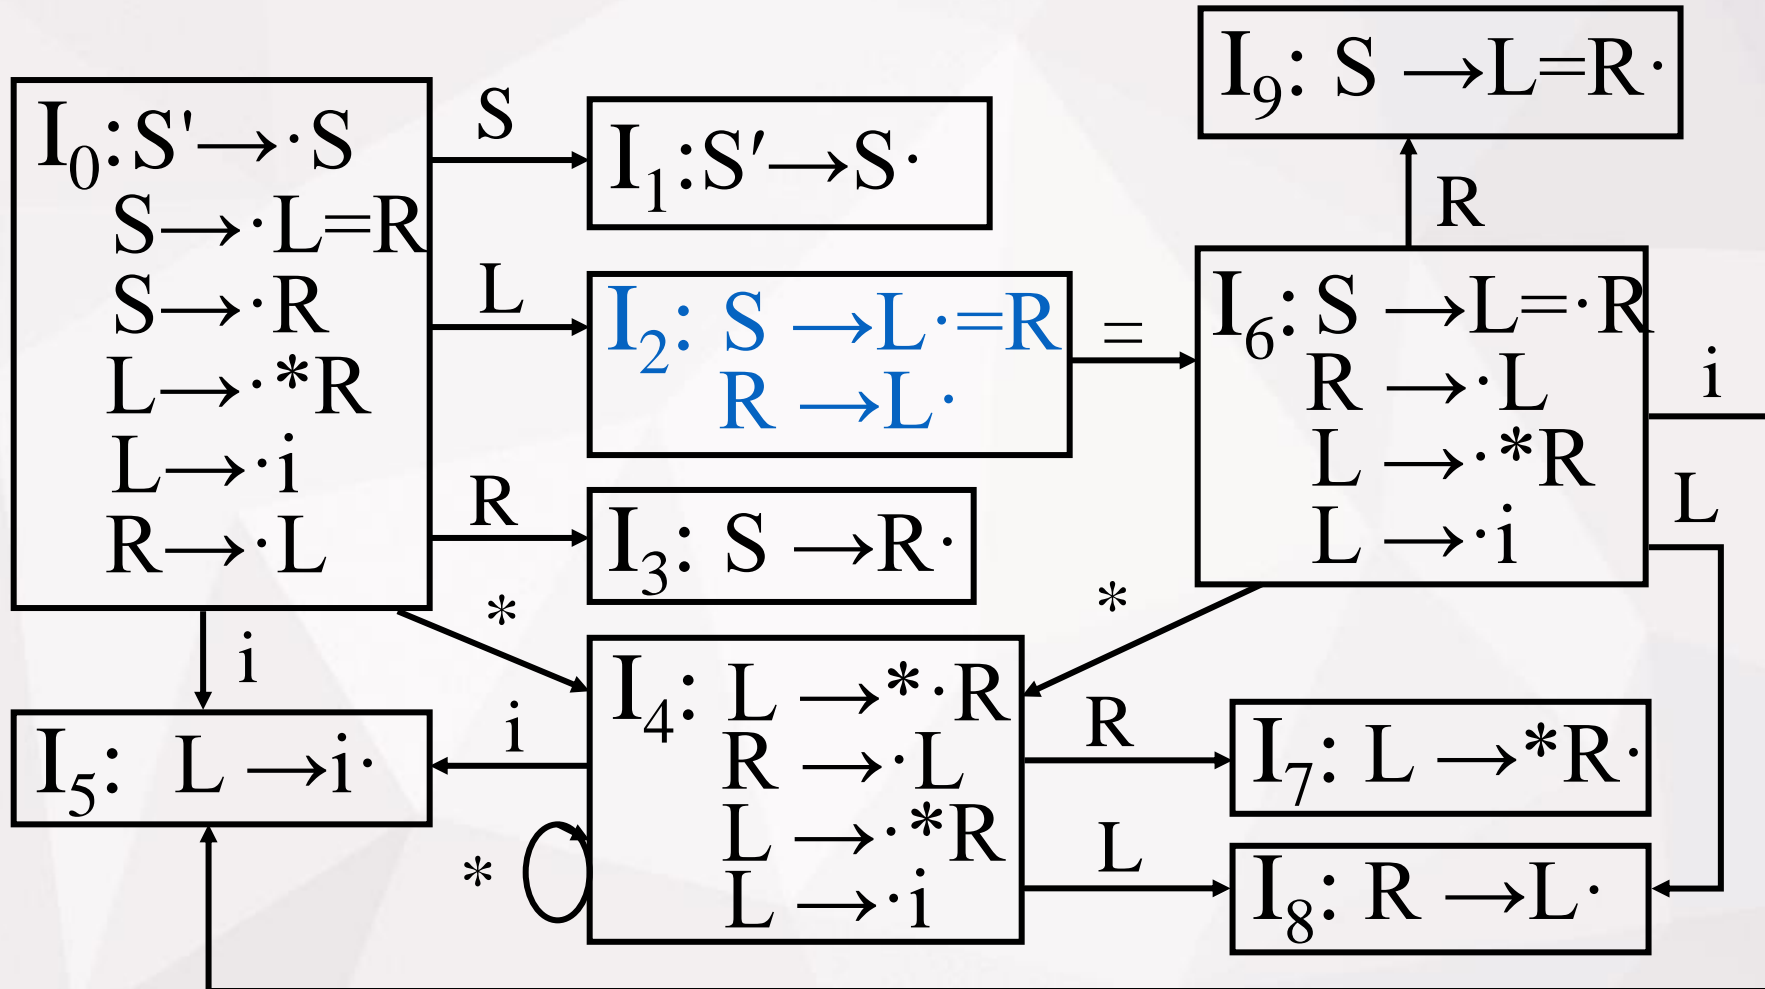 I₀:S'→·S
S→·L=R
S→·R
L→·*R
L→·i
R→·L
S
I₁:S'→S·
L
I₂: S →L·=R
R →L·
=
R
I₃: S →R·
*
i
I₄: L →*·R
R →·L
L →·*R
L →·i
i
*
I₅: L →i·
I₉: S →L=R·
R
I₆: S →L=·R
R →·L
L →·*R
L →·i
i
L
*
R
I₇: L →*R·
L
I₈: R →L·